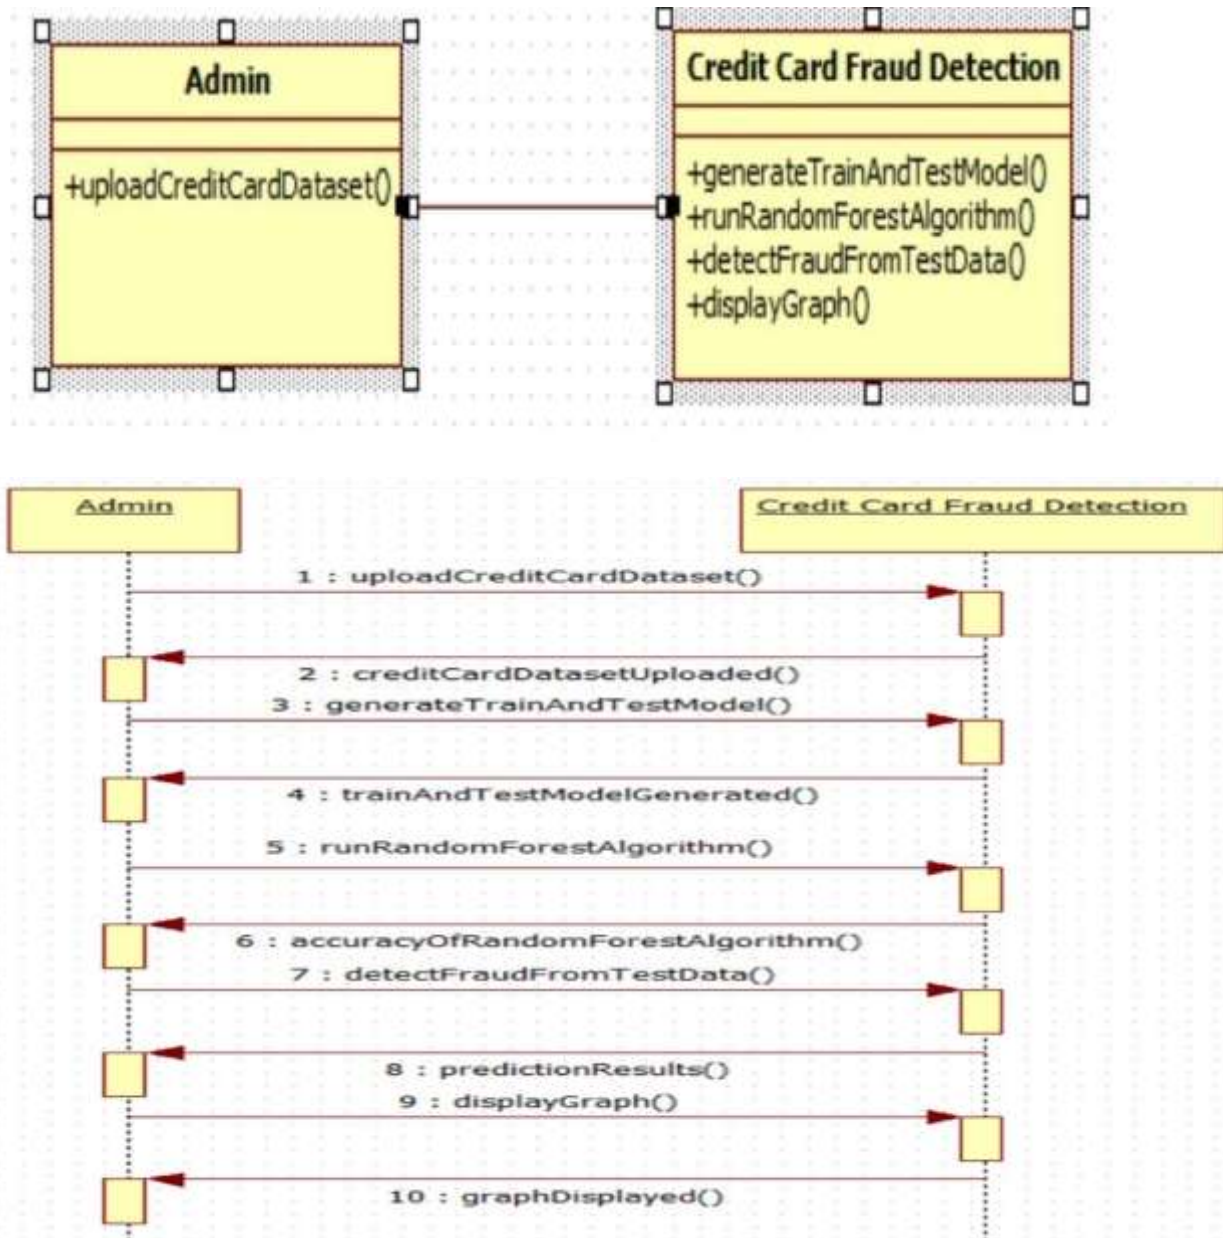 Admin
+uploadCreditCardDataset()
Credit Card Fraud Detection
+generateTrainAndTestModel()
+runRandomForestAlgorithm()
+detectFraudFromTestData()
+displayGraph()
Admin
Credit Card Fraud Detection
1 : uploadCreditCardDataset()
2 : creditCardDatasetUploaded()
3 : generateTrainAndTestModel()
4 : trainAndTestModelGenerated()
5 : runRandomForestAlgorithm()
6 : accuracyOfRandomForestAlgorithm()
7 : detectFraudFromTestData()
8 : predictionResults()
9 : displayGraph()
10 : graphDisplayed()